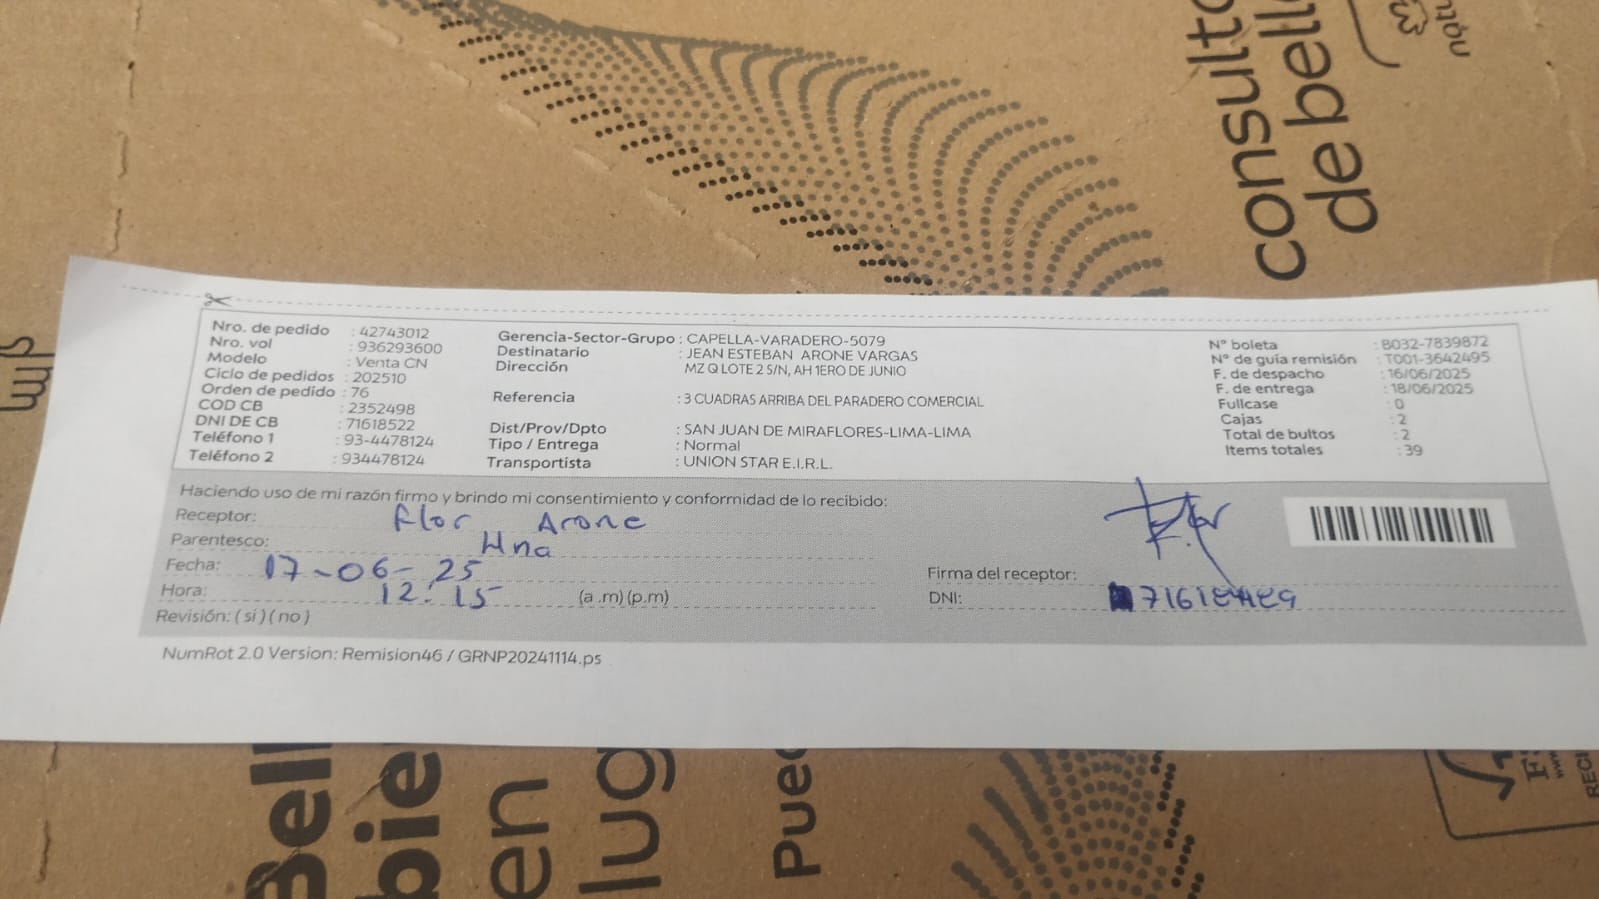 consulto
de bell
Nro. de pedido : 42743012
Nro. vol : 936293600
Modelo : Venta CN
Ciclo de pedidos : 202510
Orden de pedido : 76
COD CB : 2352498
DNI DE CB : 71618522
Teléfono 1 : 93-4478124
Teléfono 2 : 934478124
Gerencia-Sector-Grupo : CAPELLA-VARADERO-5079
Destinatario : JEAN ESTEBAN ARONE VARGAS
Dirección MZ Q LOTE 2 S/N, AH 1ERO DE JUNIO
Referencia : 3 CUADRAS ARRIBA DEL PARADERO COMERCIAL
Dist/Prov/Dpto : SAN JUAN DE MIRAFLORES-LIMA-LIMA
Tipo / Entrega : Normal
Transportista : UNION STAR E.I.R.L.
N° boleta : B032-7839872
N° de guía remisión : T001-3642495
F. de despacho : 16/06/2025
F. de entrega : 18/06/2025
Fullcase : 0
Cajas : 2
Total de bultos : 2
Items totales : 39
Haciendo uso de mi razón firmo y brindo mi consentimiento y conformidad de lo recibido:
Receptor: Flor Arone
Parentesco: Hna
Fecha: 17-06-25
Hora: 12:15 (a.m) (p.m)
Revisión: ( si ) ( no )
Firma del receptor:
DNI:
NumRot 2.0 Version: Remision46 / GRNP20241114.ps
Bell
bie
en
lug
Pue